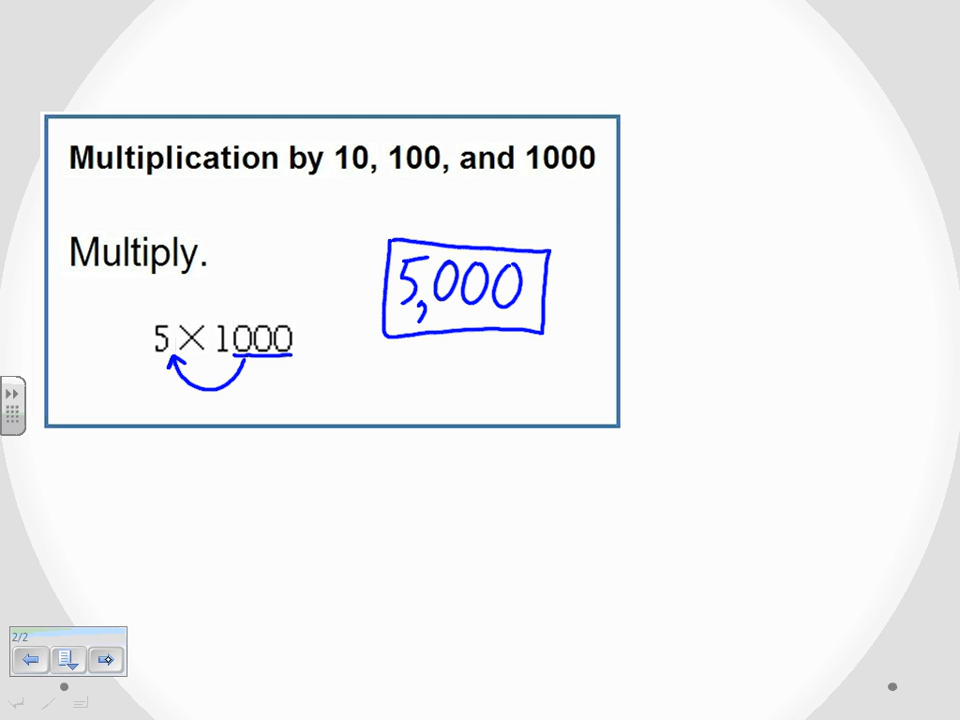 Multiplication by 10, 100, and 1000
Multiply.
5,000
5×1000
2/2